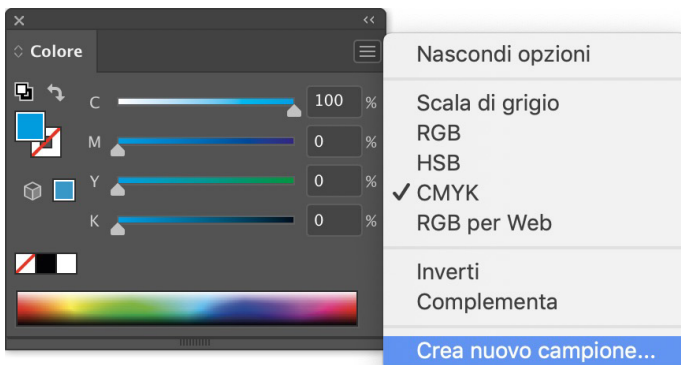 Colore
C 100 %
M 0 %
Y 0 %
K 0 %
Nascondi opzioni
Scala di grigio
RGB
HSB
✓ CMYK
RGB per Web
Inverti
Complementa
Crea nuovo campione...